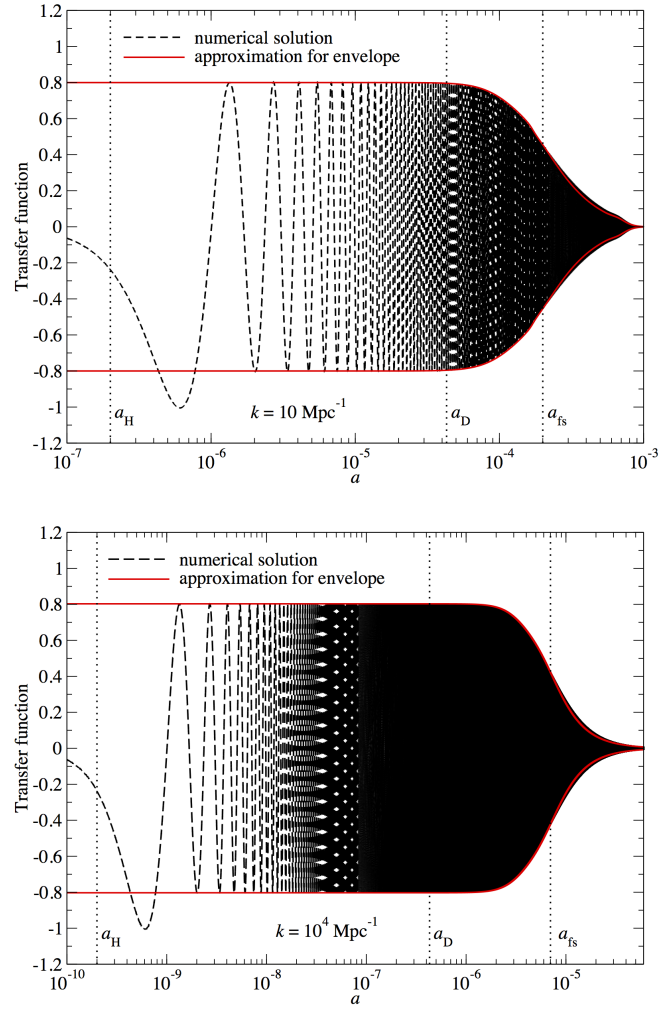 1.2
numerical solution
approximation for envelope
1
0.8
0.6
0.4
0.2
0
-0.2
-0.4
-0.6
-0.8
-1
-1.2
Transfer function
a_H
k = 10 Mpc^-1
a_D
a_fs
10^-7 10^-6 10^-5 10^-4 10^-3
a
1.2
numerical solution
approximation for envelope
1
0.8
0.6
0.4
0.2
0
-0.2
-0.4
-0.6
-0.8
-1
-1.2
Transfer function
a_H
k = 10^4 Mpc^-1
a_D
a_fs
10^-10 10^-9 10^-8 10^-7 10^-6 10^-5
a